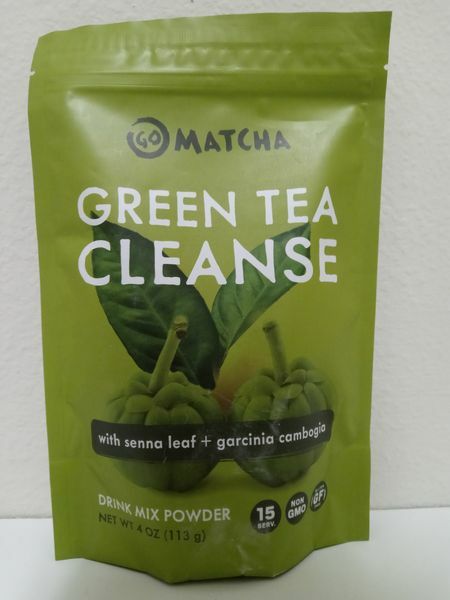 GO MATCHA
GREEN TEA
CLEANSE
with senna leaf + garcinia cambogia
DRINK MIX POWDER
NET WT 4 OZ (113 g)
15
SERV.
NON
GMO
GF